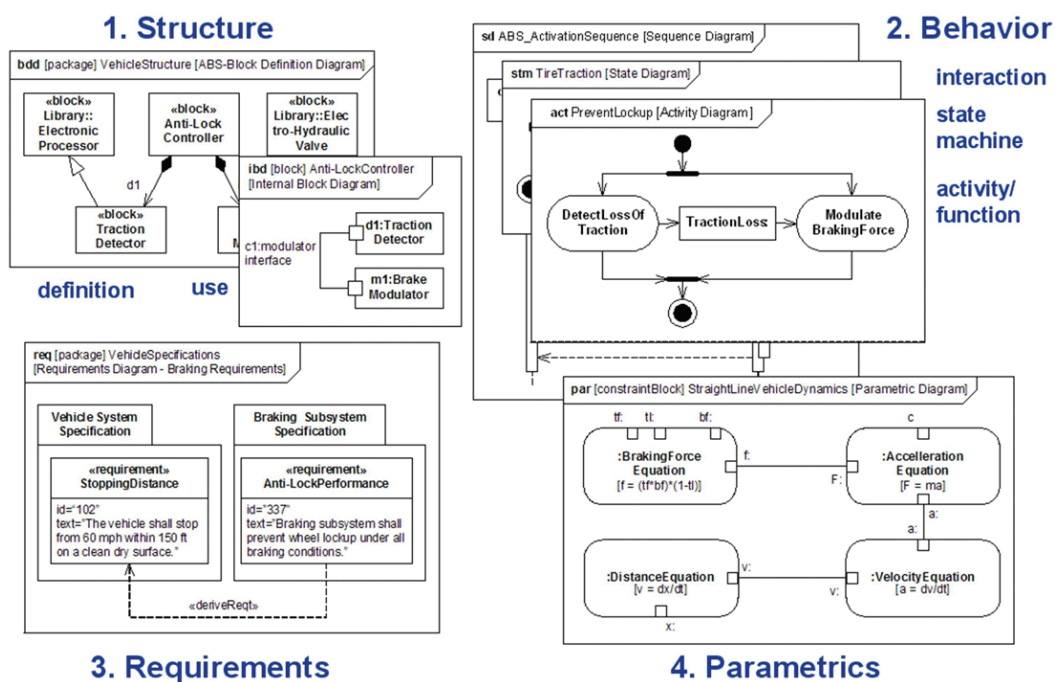 1. Structure
bdd [package] VehicleStructure [ABS-Block Definition Diagram]
«block»
Library::
Electronic
Processor
«block»
Anti-Lock
Controller
«block»
Library::Elec
tro-Hydraulic
Valve
d1
«block»
Traction
Detector
M
ibd [block] Anti-LockController
[Internal Block Diagram]
d1:Traction
Detector
c1:modulator
interface
m1:Brake
Modulator
definition
use
2. Behavior
sd ABS_ActivationSequence [Sequence Diagram]
stm TireTraction [State Diagram]
act PreventLockup [Activity Diagram]
DetectLossOf
Traction
TractionLoss:
Modulate
BrakingForce
interaction
state
machine
activity/
function
req [package] VehicleSpecifications
[Requirements Diagram - Braking Requirements]
Vehicle System
Specification
«requirement»
StoppingDistance
id="102"
text="The vehicle shall stop
from 60 mph within 150 ft
on a clean dry surface."
Braking Subsystem
Specification
«requirement»
Anti-LockPerformance
id="337"
text="Braking subsystem shall
prevent wheel lockup under all
braking conditions."
«deriveReqt»
3. Requirements
par [constraintBlock] StraightLineVehicleDynamics [Parametric Diagram]
tf: tl: bf:
:BrakingForce
Equation
[f = (tf*bf)*(1-tl)]
f:
F:
c
:Accelleration
Equation
[F = ma]
a:
a:
:DistanceEquation
[v = dx/dt]
v:
v:
:VelocityEquation
[a = dv/dt]
x:
4. Parametrics